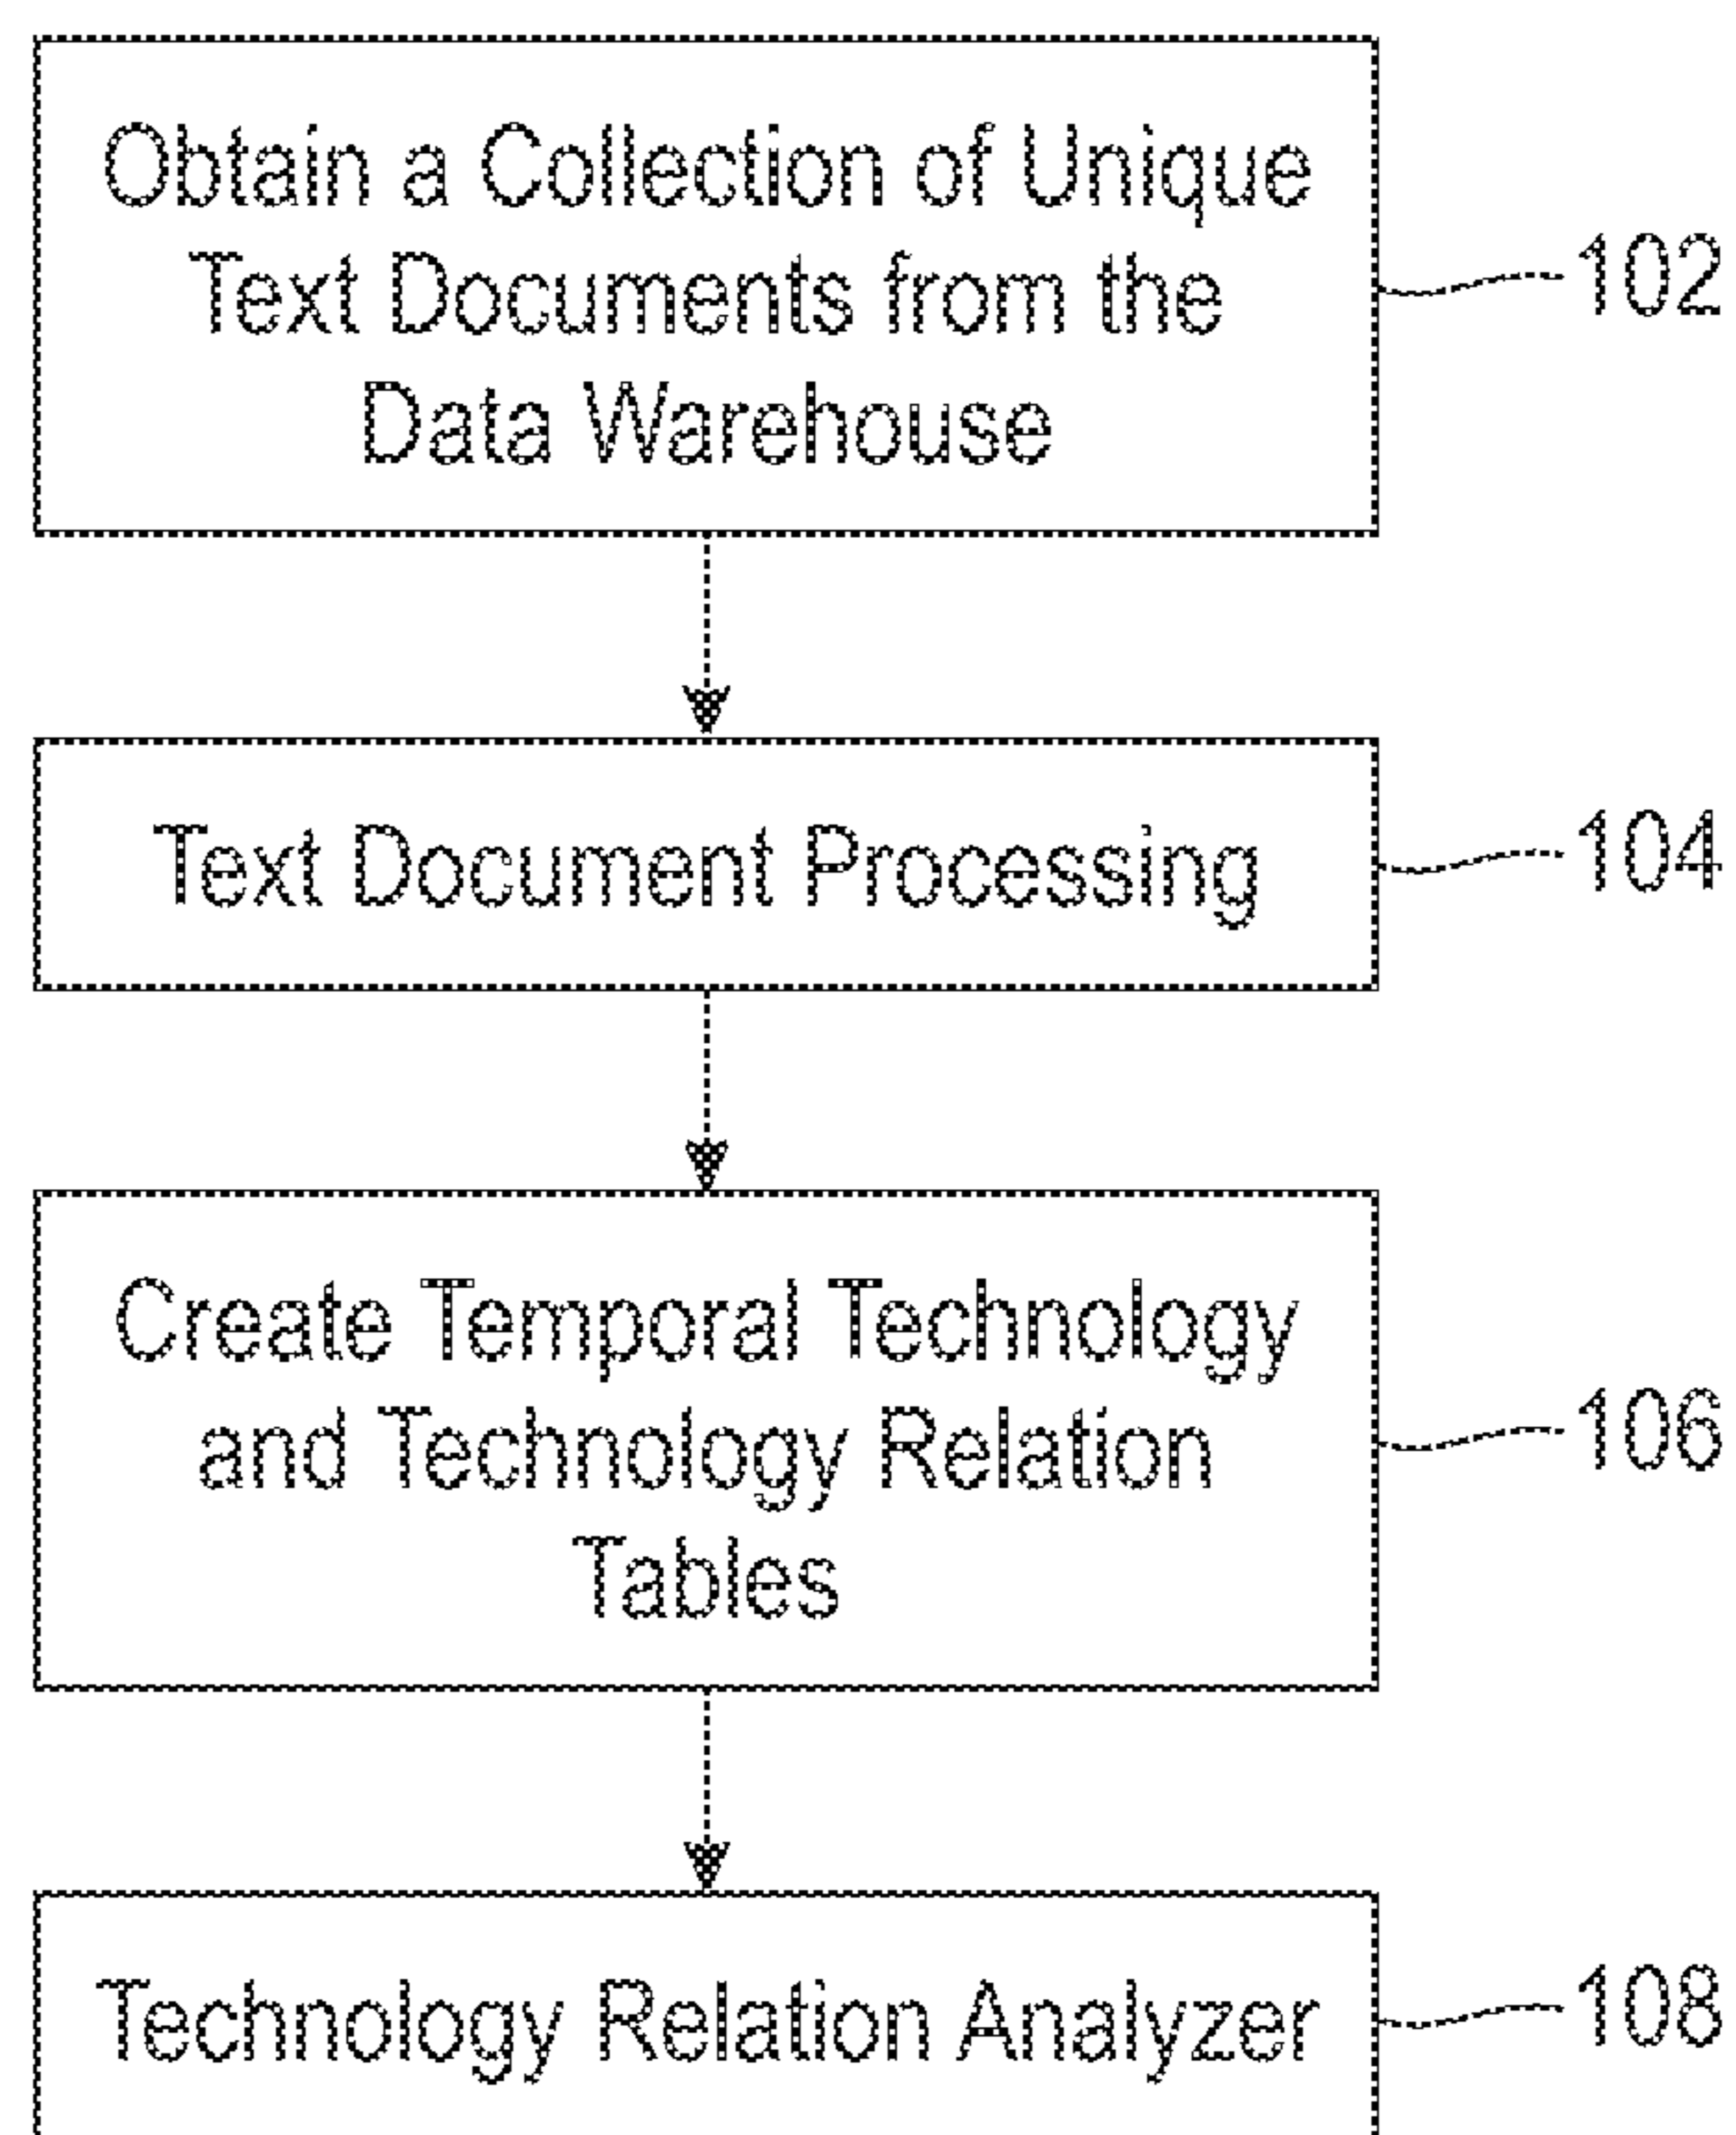 Obtain a Collection of Unique
Text Documents from the
Data Warehouse
102
Text Document Processing
104
Create Temporal Technology
and Technology Relation
Tables
106
Technology Relation Analyzer
108